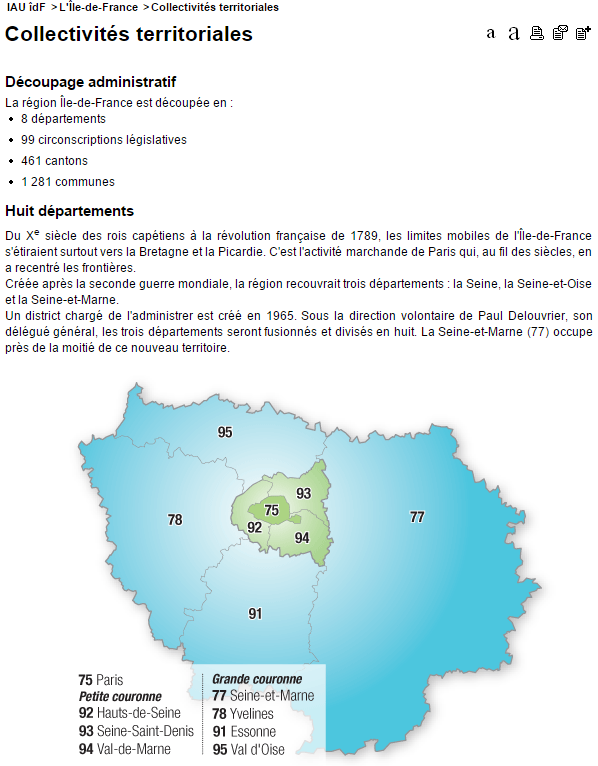 IAU îdF > L'Île-de-France > Collectivités territoriales
Collectivités territoriales
a a
Découpage administratif
La région Île-de-France est découpée en :
• 8 départements
• 99 circonscriptions législatives
• 461 cantons
• 1 281 communes
Huit départements
Du Xe siècle des rois capétiens à la révolution française de 1789, les limites mobiles de l'Île-de-France
s'étiraient surtout vers la Bretagne et la Picardie. C'est l'activité marchande de Paris qui, au fil des siècles, en
a recentré les frontières.
Créée après la seconde guerre mondiale, la région recouvrait trois départements : la Seine, la Seine-et-Oise
et la Seine-et-Marne.
Un district chargé de l'administrer est créé en 1965. Sous la direction volontaire de Paul Delouvrier, son
délégué général, les trois départements seront fusionnés et divisés en huit. La Seine-et-Marne (77) occupe
près de la moitié de ce nouveau territoire.
95
93
75
78
77
92
94
91
75 Paris
Petite couronne
92 Hauts-de-Seine
93 Seine-Saint-Denis
94 Val-de-Marne
Grande couronne
77 Seine-et-Marne
78 Yvelines
91 Essonne
95 Val d'Oise